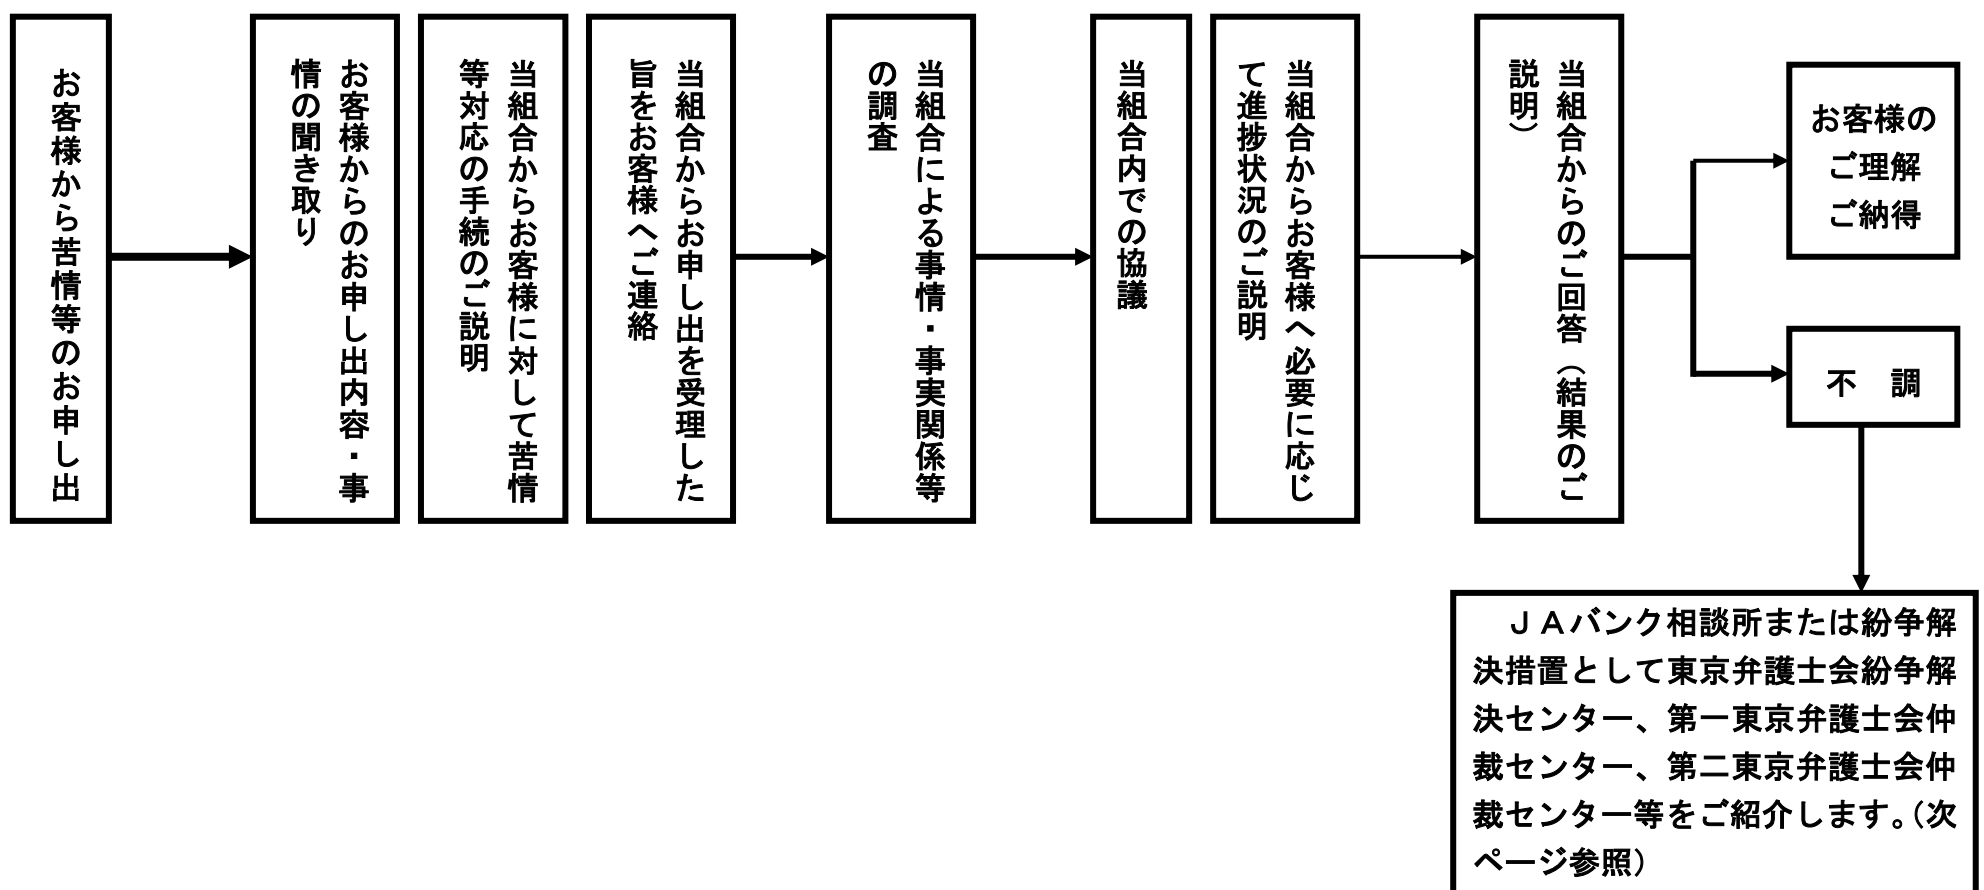 お客様から苦情等のお申し出
お客様からのお申し出内容・事
情の聞き取り
当組合からお客様に対して苦情
等対応の手続のご説明
当組合からお申し出を受理した
旨をお客様へご連絡
当組合による事情・事実関係等
の調査
当組合内での協議
当組合からお客様へ必要に応じ
て進捗状況のご説明
当組合からのご回答（結果のご
説明）
お客様の
ご理解
ご納得
不　調
ＪＡバンク相談所または紛争解
決措置として東京弁護士会紛争解
決センター、第一東京弁護士会仲
裁センター、第二東京弁護士会仲
裁センター等をご紹介します。（次
ページ参照）